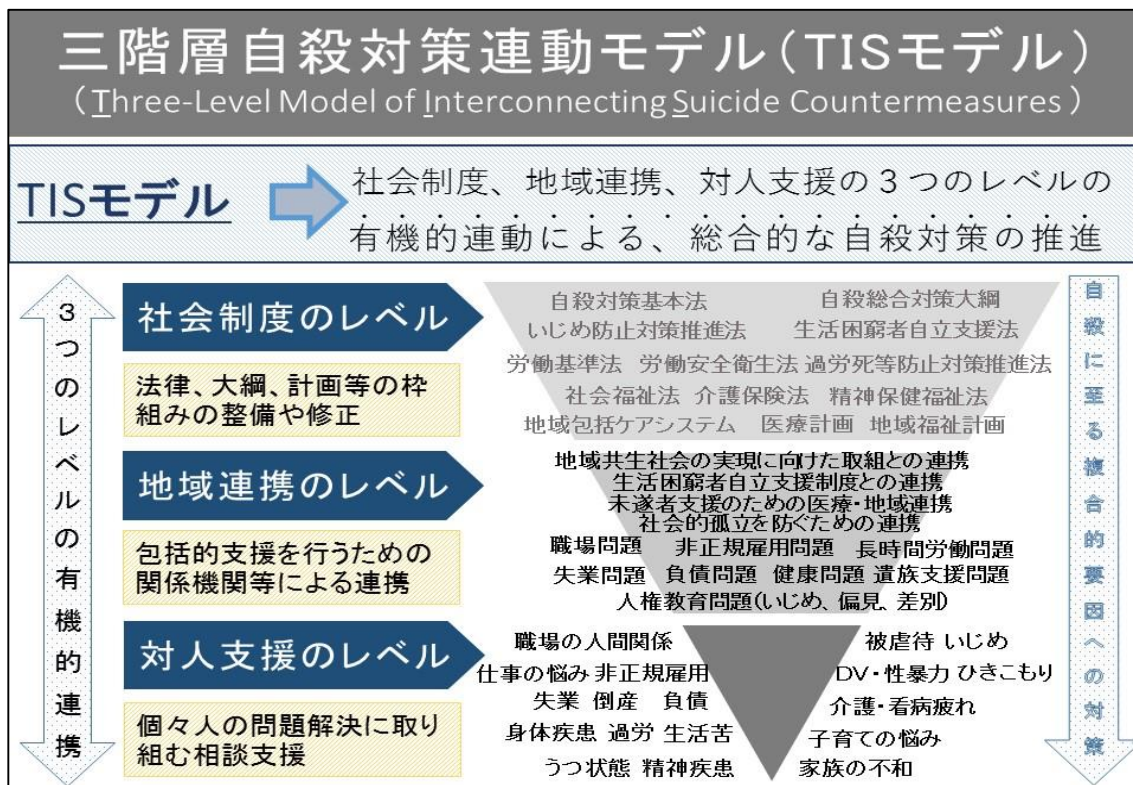 三階層自殺対策連動モデル(TISモデル)
(Three-Level Model of Interconnecting Suicide Countermeasures)
TISモデル
社会制度、地域連携、対人支援の3つのレベルの
有機的連動による、総合的な自殺対策の推進
3つのレベルの有機的連携
社会制度のレベル
法律、大綱、計画等の枠
組みの整備や修正
地域連携のレベル
包括的支援を行うための
関係機関等による連携
対人支援のレベル
個々人の問題解決に取り
組む相談支援
自殺対策基本法 自殺総合対策大綱
いじめ防止対策推進法 生活困窮者自立支援法
労働基準法 労働安全衛生法 過労死等防止対策推進法
社会福祉法 介護保険法 精神保健福祉法
地域包括ケアシステム 医療計画 地域福祉計画
地域共生社会の実現に向けた取組との連携
生活困窮者自立支援制度との連携
未遂者支援のための医療・地域連携
社会的孤立を防ぐための連携
職場問題 非正規雇用問題 長時間労働問題
失業問題 負債問題 健康問題 遺族支援問題
人権教育問題(いじめ、偏見、差別)
職場の人間関係 被虐待 いじめ
仕事の悩み 非正規雇用 DV・性暴力 ひきこもり
失業 倒産 負債 介護・看病疲れ
身体疾患 過労 生活苦 子育ての悩み
うつ状態 精神疾患 家族の不和
自殺に至る複合的要因への対策